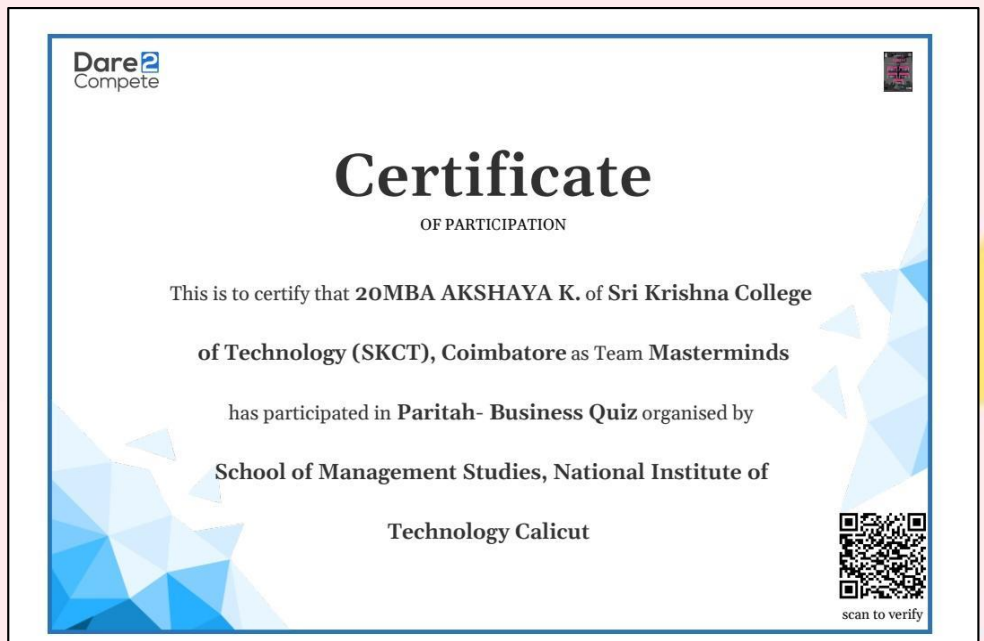 Dare2
Compete
Certificate
OF PARTICIPATION
This is to certify that 20MBA AKSHAYA K. of Sri Krishna College
of Technology (SKCT), Coimbatore as Team Masterminds
has participated in Paritah- Business Quiz organised by
School of Management Studies, National Institute of
Technology Calicut
scan to verify